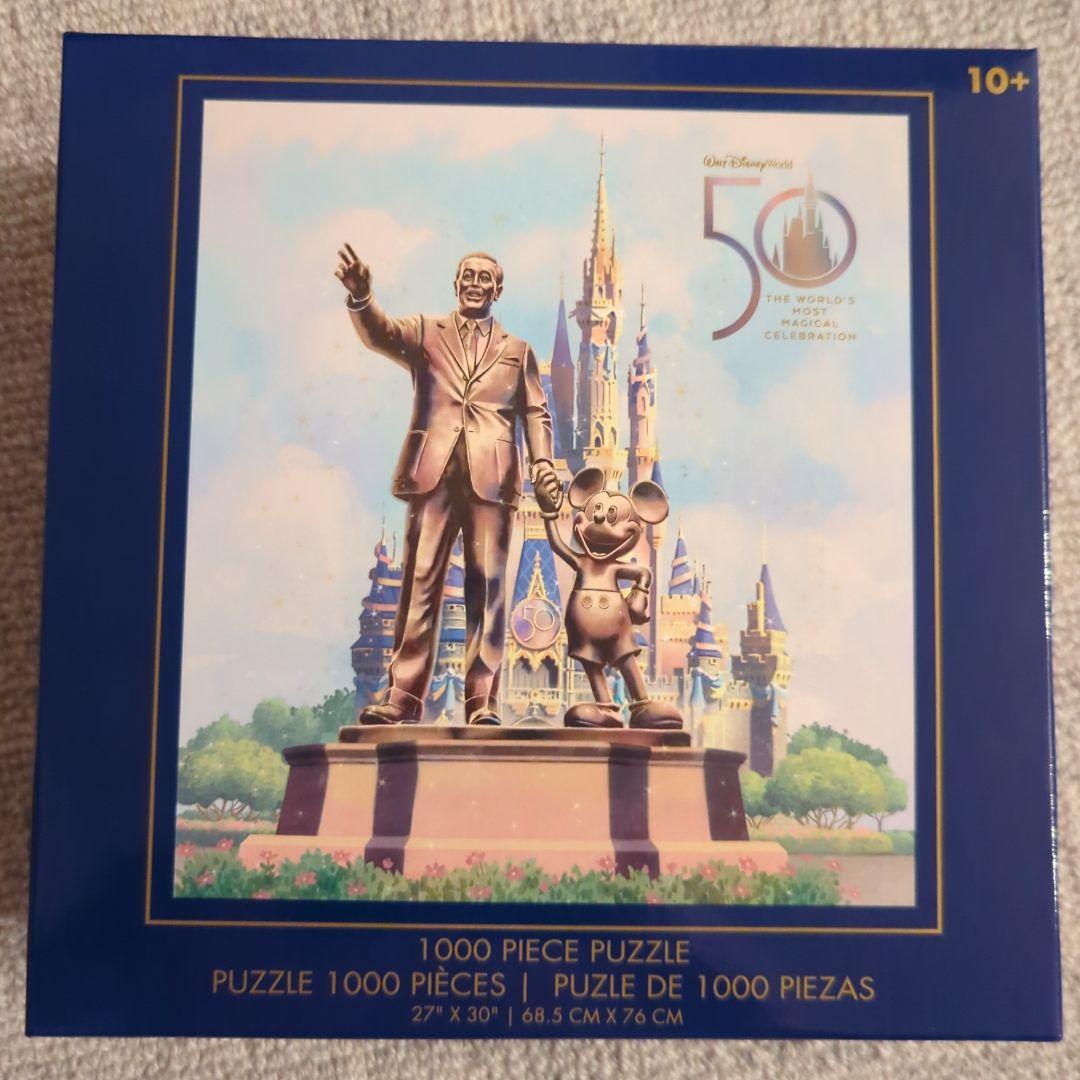 10+
Walt Disney World
50
THE WORLD'S
MOST
MAGICAL
CELEBRATION
50
1000 PIECE PUZZLE
PUZZLE 1000 PIÈCES | PUZLE DE 1000 PIEZAS
27" X 30" | 68.5 CM X 76 CM